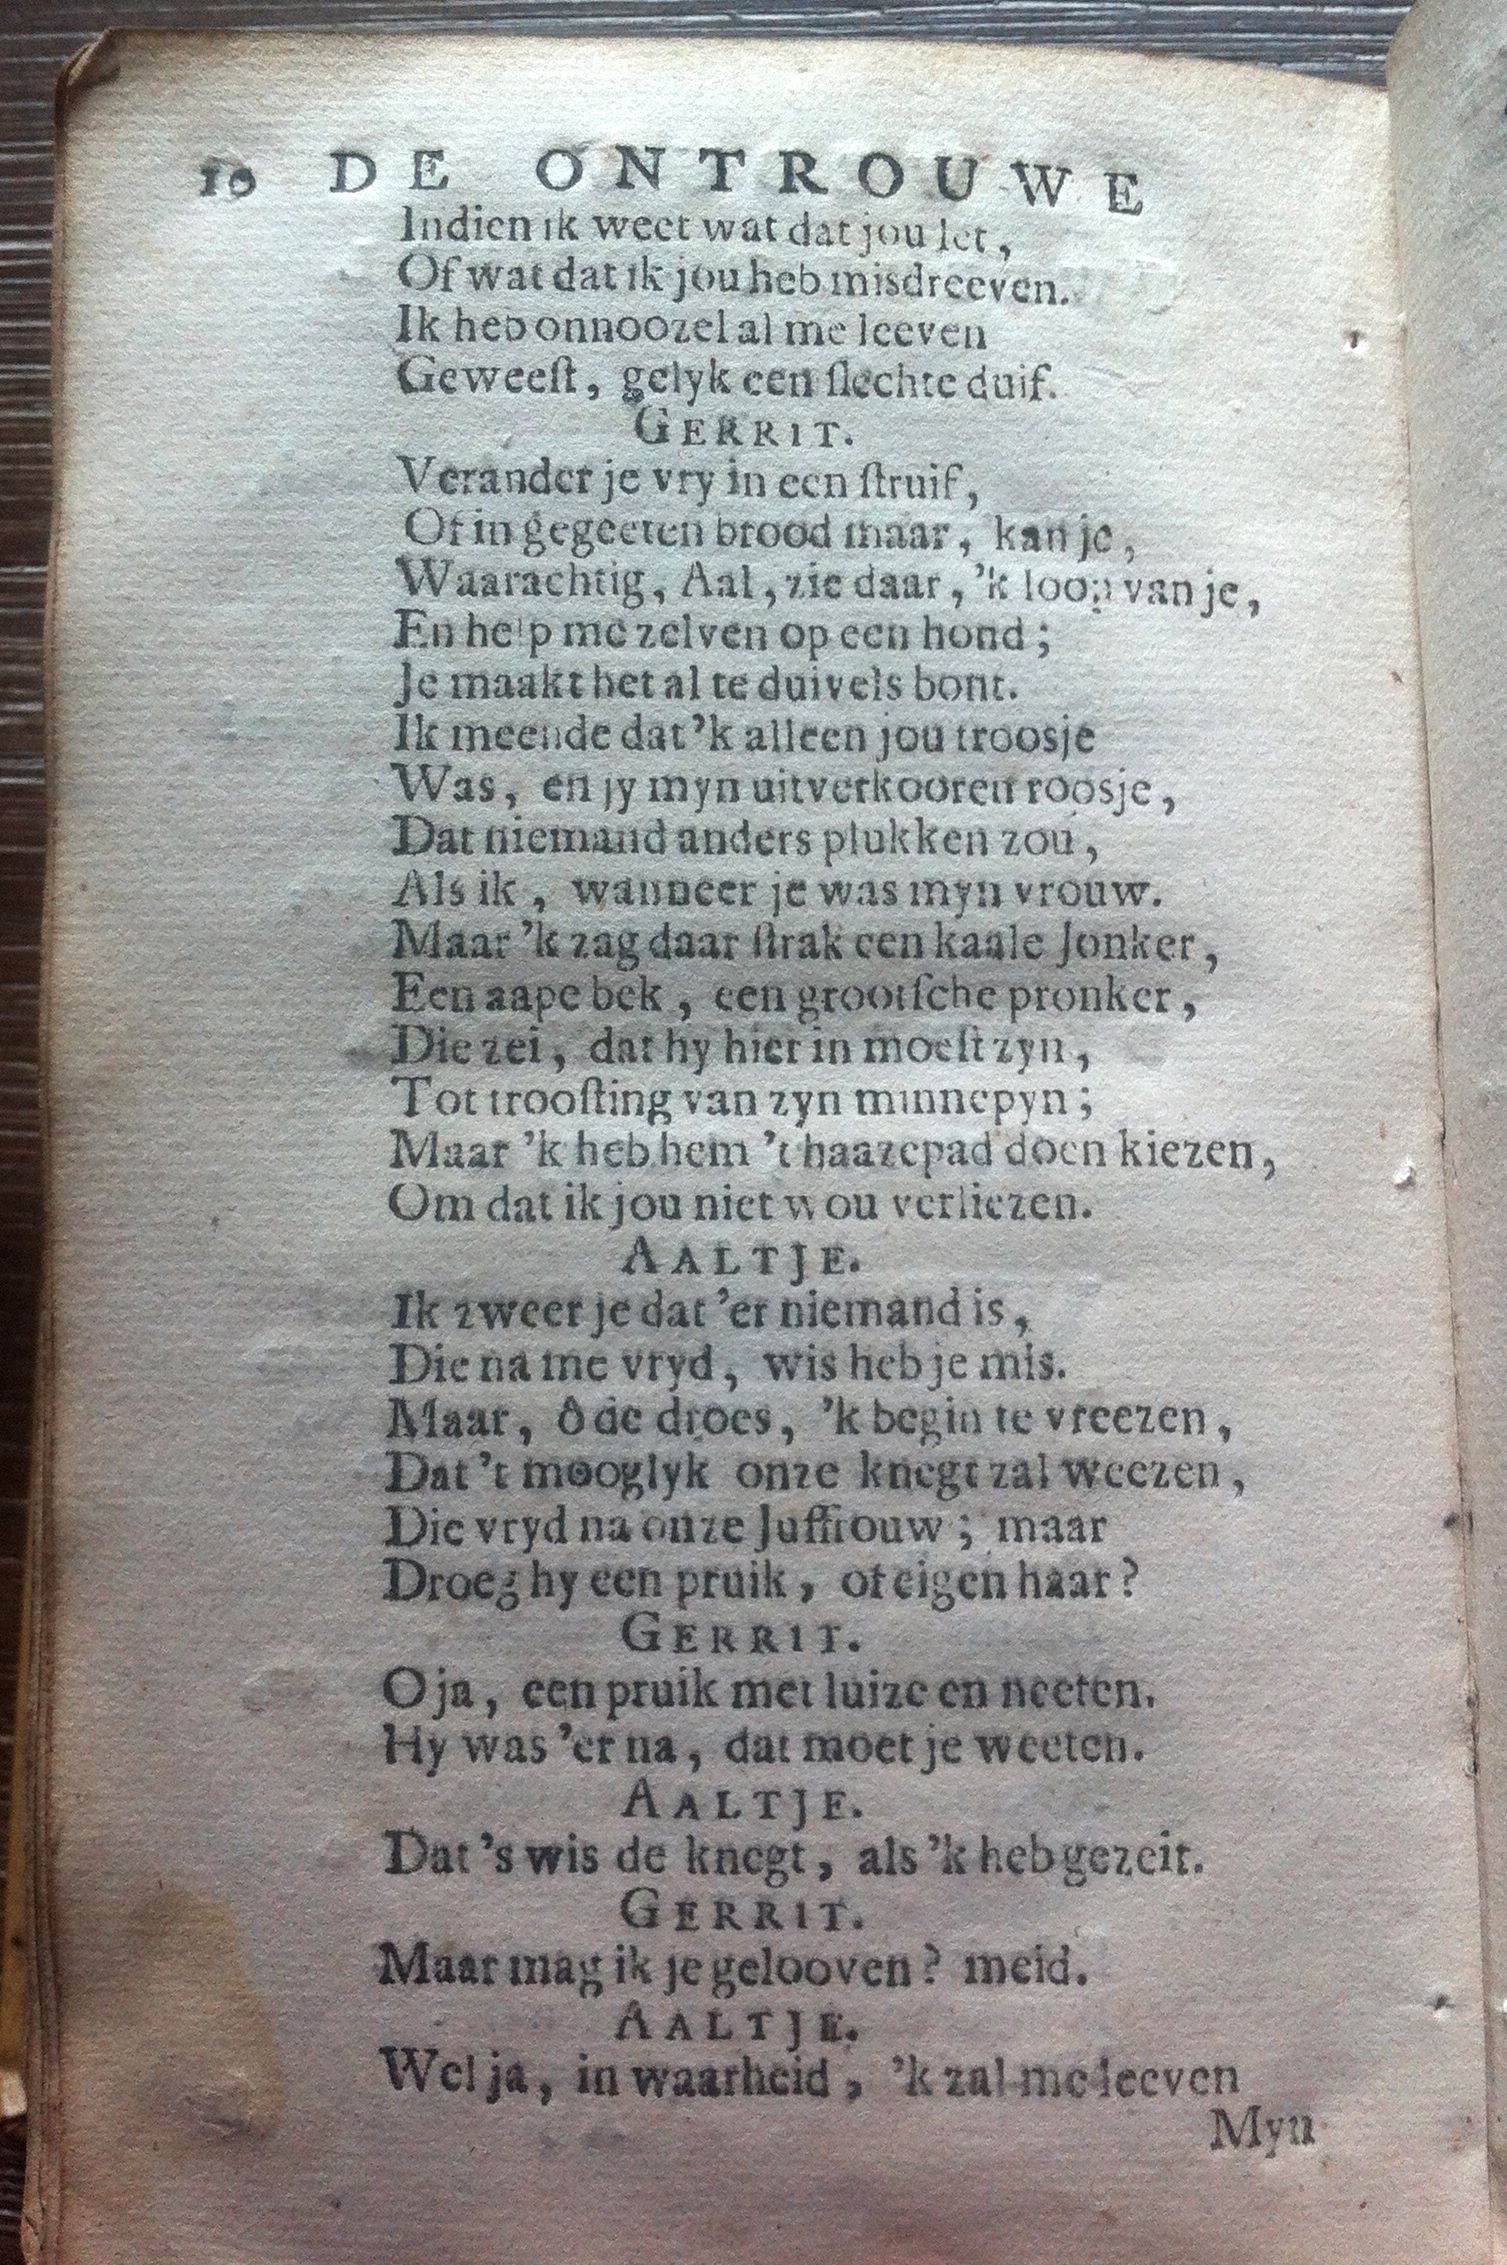 10 DE ONTROUWE
Indien ik weet wat dat jou let,
Of wat dat ik jou heb misdreeven.
Ik heb onnoozel al me leeven
Geweeſt, gelyk een ſlechte duif.
GERRIT.
Verander je vry in een ſtruif,
Of in gegeeten brood maar, kan je,
Waarachtig, Aal, zie daar, 'k loop van je,
En help me zelven op een hond;
Je maakt het al te duivels bont.
Ik meende dat 'k alleen jou troosje
Was, en jy myn uitverkooren roosje,
Dat niemand anders plukken zou,
Als ik, wanneer je was myn vrouw.
Maar 'k zag daar ſtrak een kaale Jonker,
Een aape bek, een grootſche pronker,
Die zei, dat hy hier in moeſt zyn,
Tot trooſting van zyn minnepyn;
Maar 'k heb hem 't haazepad doen kiezen,
Om dat ik jou niet wou verliezen.
AALTJE.
Ik zweer je dat 'er niemand is,
Die na me vryd, wis heb je mis.
Maar, ô de droes, 'k begin te vreezen,
Dat 't mooglyk onze knegt zal weezen,
Die vryd na onze Juffrouw; maar
Droeg hy een pruik, of eigen haar?
GERRIT.
O ja, een pruik met luize en neeten.
Hy was 'er na, dat moet je weeten.
AALTJE.
Dat 's wis de knegt, als 'k heb gezeit.
GERRIT.
Maar mag ik je gelooven? meid.
AALTJE.
Wel ja, in waarheid, 'k zal me leeven
Myn